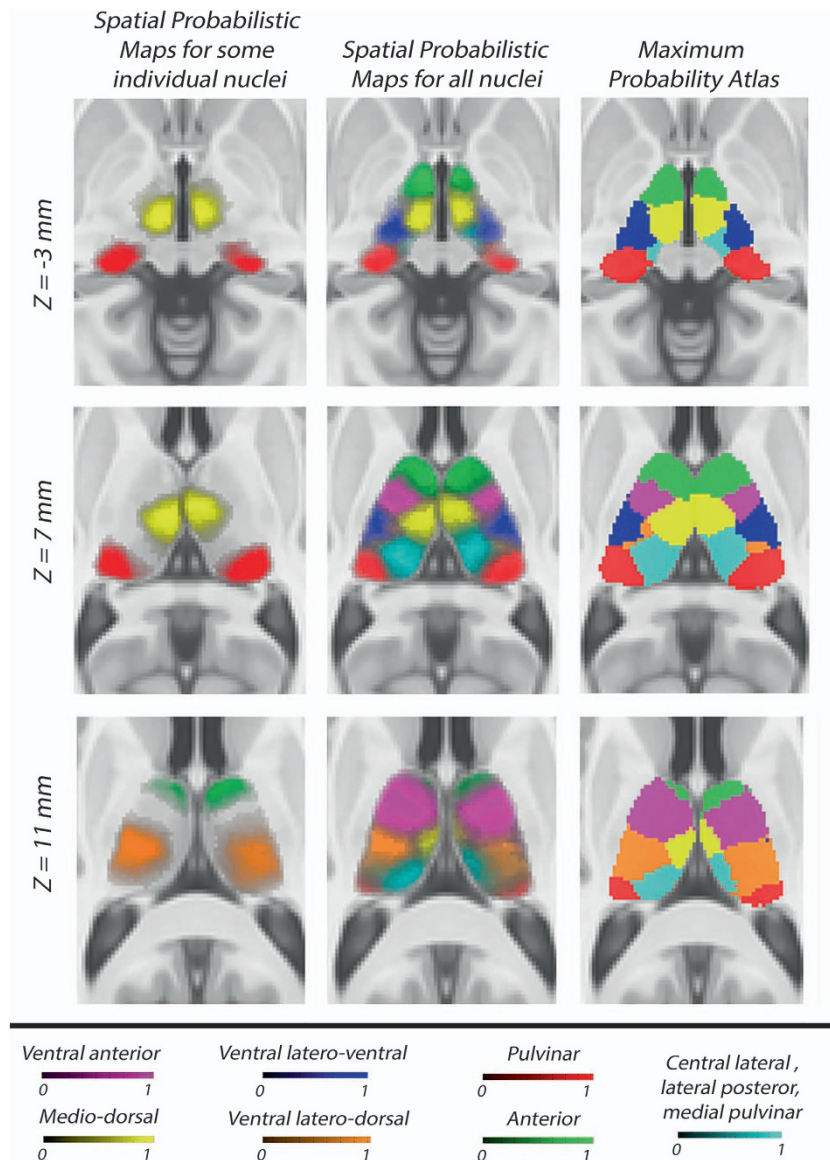 Spatial Probabilistic
Maps for some
individual nuclei
Spatial Probabilistic
Maps for all nuclei
Maximum
Probability Atlas
Z = -3 mm
Z = 7 mm
Z = 11 mm
Ventral anterior
0 1
Ventral latero-ventral
0 1
Pulvinar
0 1
Central lateral ,
lateral posteror,
medial pulvinar
0 1
Medio-dorsal
0 1
Ventral latero-dorsal
0 1
Anterior
0 1